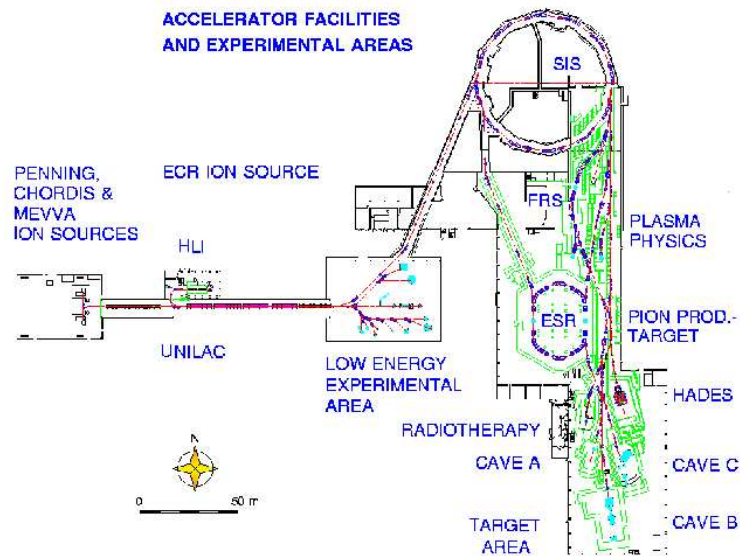 ACCELERATOR FACILITIES
AND EXPERIMENTAL AREAS
SIS
PENNING,
CHORDIS &
MEVVA
ION SOURCES
ECR ION SOURCE
HLI
UNILAC
LOW ENERGY
EXPERIMENTAL
AREA
FRS
PLASMA
PHYSICS
ESR
PION PROD.-
TARGET
HADES
RADIOTHERAPY
CAVE A
CAVE C
CAVE B
TARGET
AREA
N
0 50 m